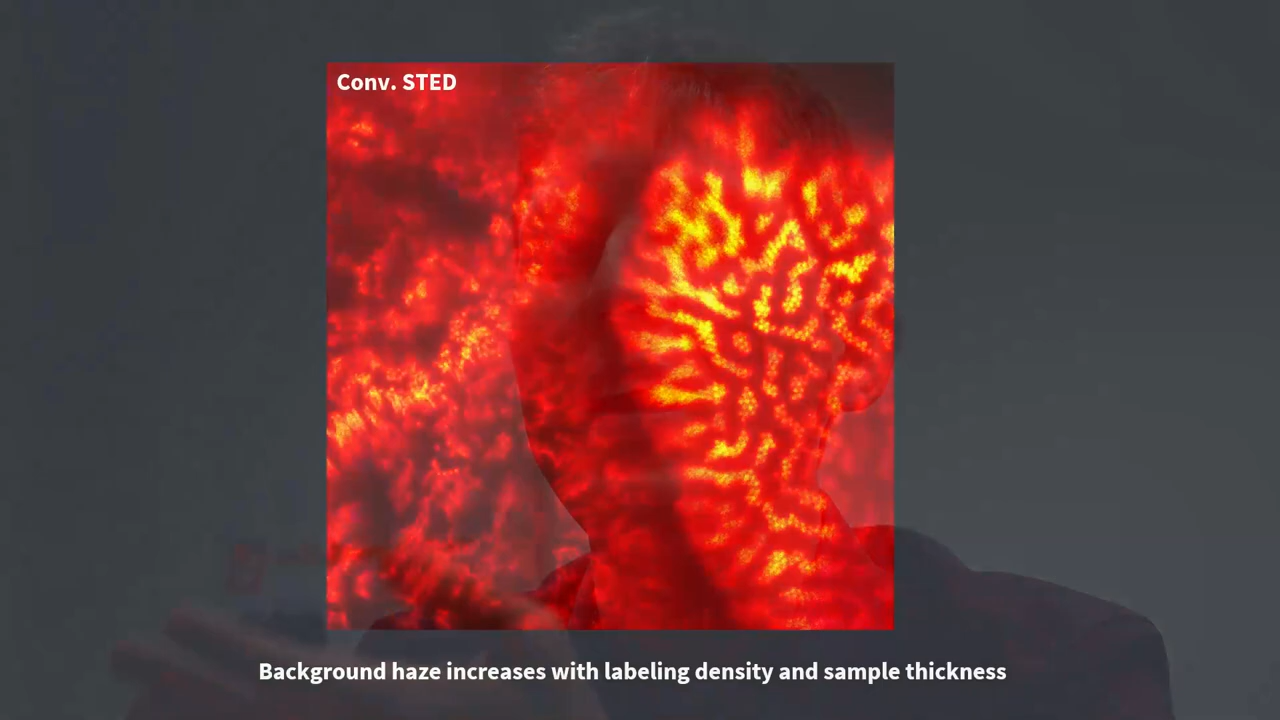 Conv. STED
Background haze increases with labeling density and sample thickness